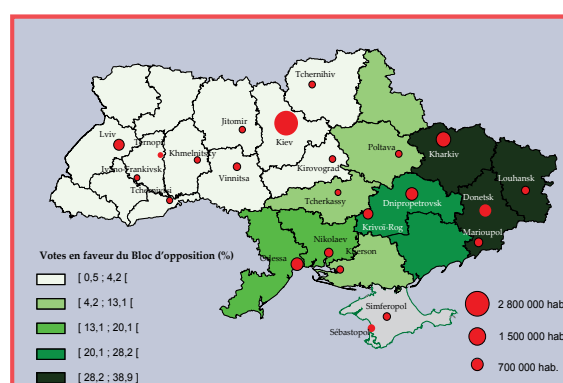 Tchernihiv
Jitomir
Lviv
Ternopil
Kiev
Poltava
Kharkiv
Khmelnitsky
Ivano-Frankivsk
Vinnitsa
Kirovograd
Louhansk
Tchernivtsi
Tcherkassy
Dnipropetrovsk
Donetsk
Krivoï-Rog
Marioupol
Nikolaev
Kherson
Odessa
Votes en faveur du Bloc d'opposition (%)
[ 0,5 ; 4,2 [
[ 4,2 ; 13,1 [
[ 13,1 ; 20,1 [
[ 20,1 ; 28,2 [
[ 28,2 ; 38,9 ]
Simferopol
Sébastopol
2 800 000 hab.
1 500 000 hab.
700 000 hab.